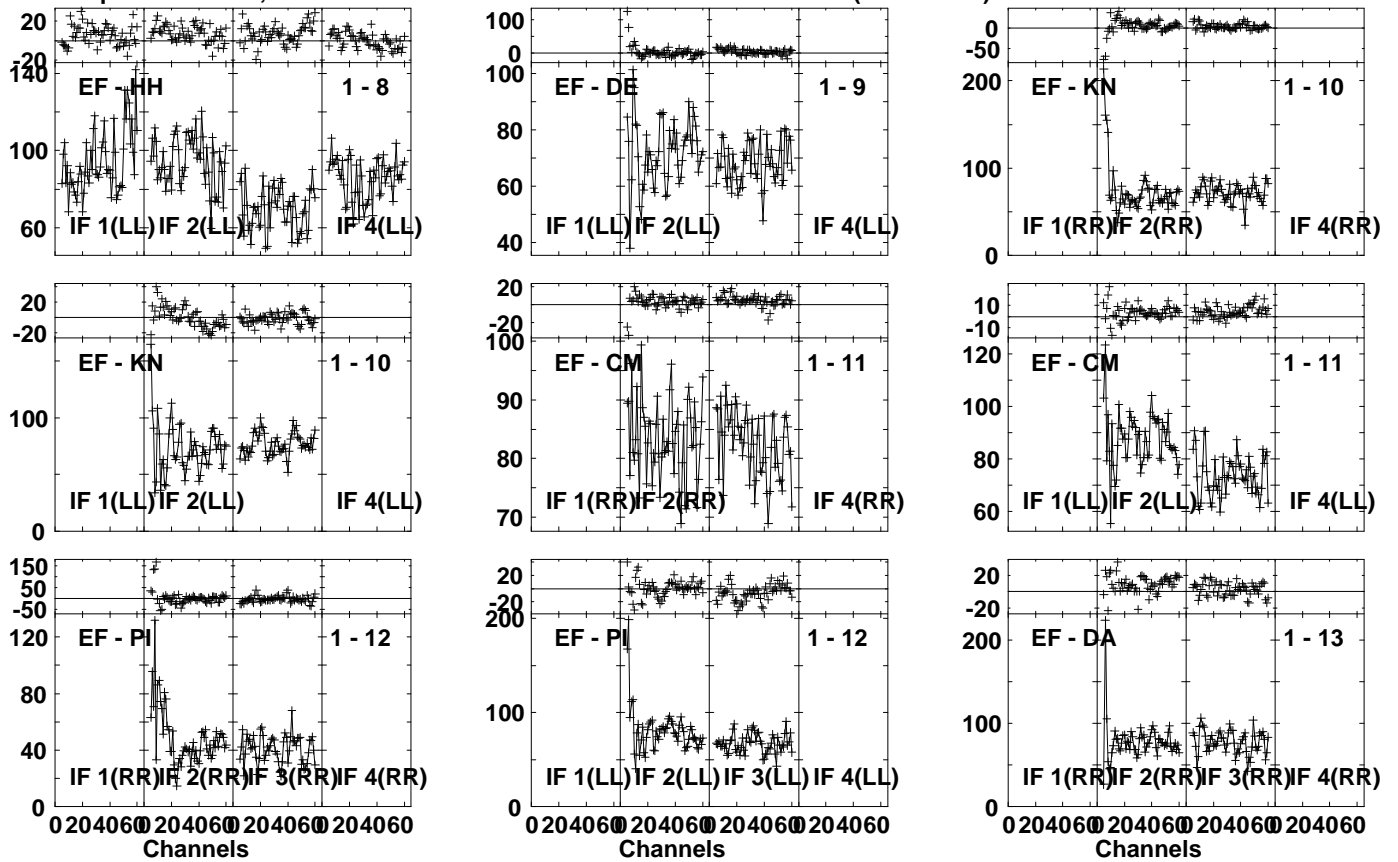 20
-20
140
EF - HH 1 - 8
100
60
IF 1(LL) IF 2(LL) IF 4(LL)
100
0
100
EF - DE 1 - 9
80
60
IF 1(LL) IF 2(LL) IF 4(LL)
40
0
-50
200
EF - KN 1 - 10
100
IF 1(RR) IF 2(RR) IF 4(RR)
0
20
-20
EF - KN 1 - 10
100
IF 1(LL) IF 2(LL) IF 4(LL)
0
20
-20
100
EF - CM 1 - 11
90
80
IF 1(RR) IF 2(RR) IF 4(RR)
70
10
-10
120
EF - CM 1 - 11
100
80
IF 1(LL) IF 2(LL) IF 4(LL)
60
150
50
-50
EF - PI 1 - 12
120
80
40
IF 1(RR) IF 2(RR) IF 3(RR) IF 4(RR)
0
0 204060 0 204060 0 204060 0 204060
Channels
20
-20
200
EF - PI 1 - 12
100
IF 1(LL) IF 2(LL) IF 3(LL) IF 4(LL)
0
0 204060 0 204060 0 204060 0 204060
Channels
20
-20
200
EF - DA 1 - 13
100
IF 1(RR) IF 2(RR) IF 3(RR) IF 4(RR)
0
0 204060 0 204060 0 204060 0 204060
Channels